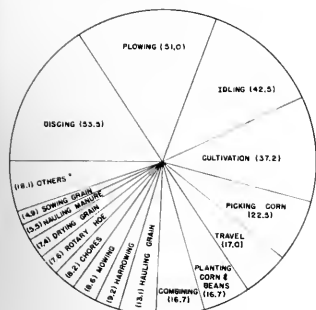 PLOWING (51.0)
IDLING (42.5)
DISCING (53.5)
CULTIVATION (37.2)
(18.1) OTHERS *
PICKING CORN
(22.5)
(4.9) SOWING GRAIN
(5.5) HAULING MANURE
(7.4) DRYING GRAIN
(7.6) ROTARY HOE
(8.2) CHORES
(8.6) MOWING
(9.2) HARROWING
(13.1) HAULING GRAIN
COMBINING
(16.7)
PLANTING
CORN &
BEANS
(16.7)
TRAVEL
(17.0)